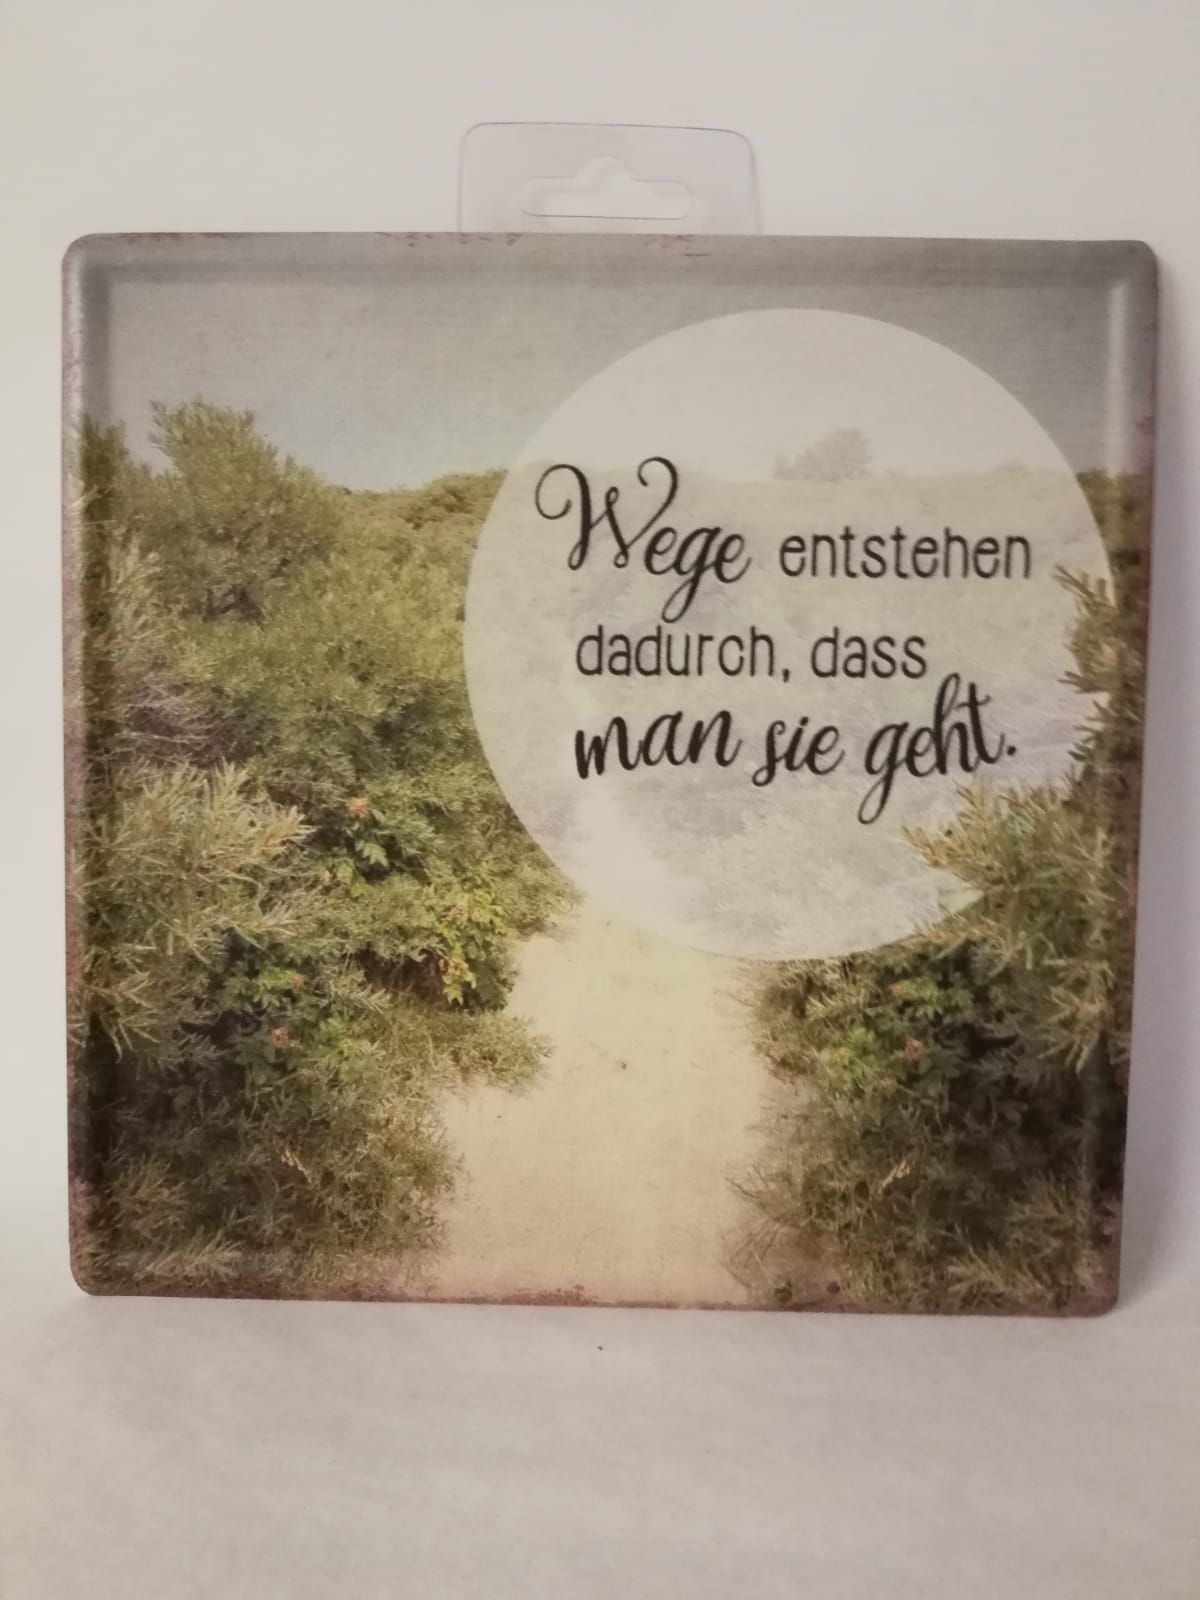 Wege entstehen
dadurch, dass
man sie geht.